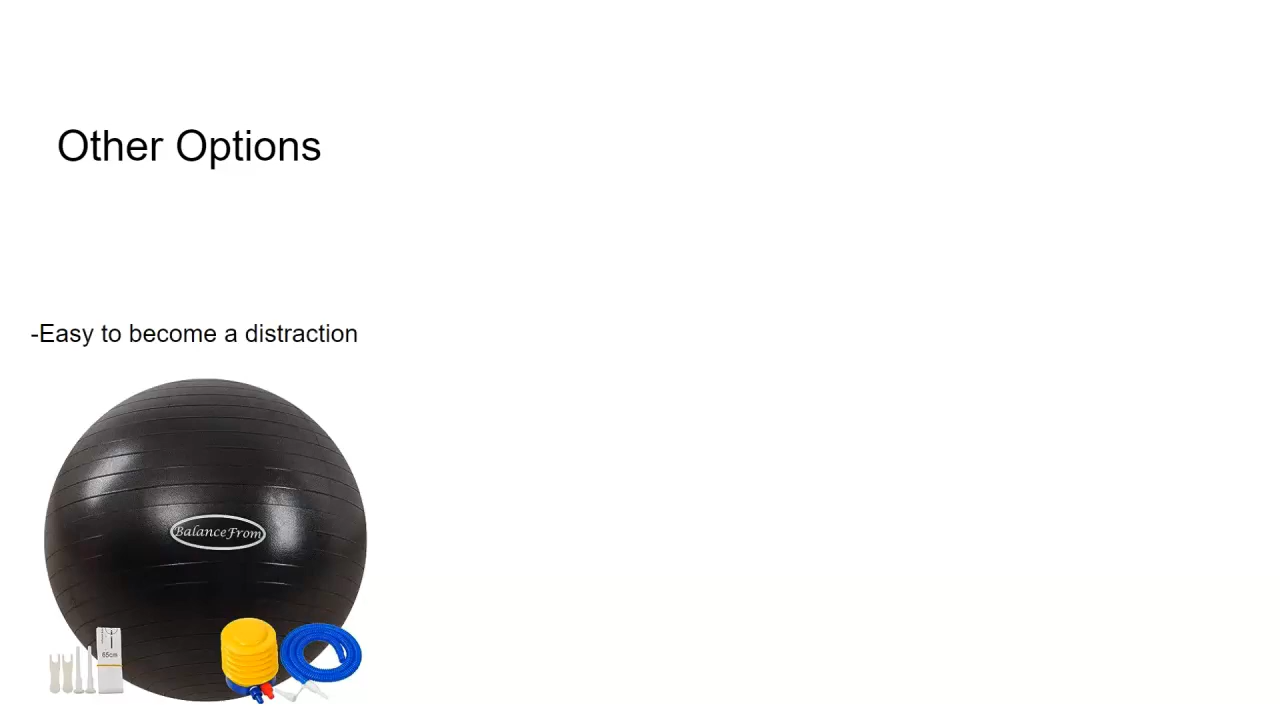 Other Options
-Easy to become a distraction
BalanceFrom
65cm